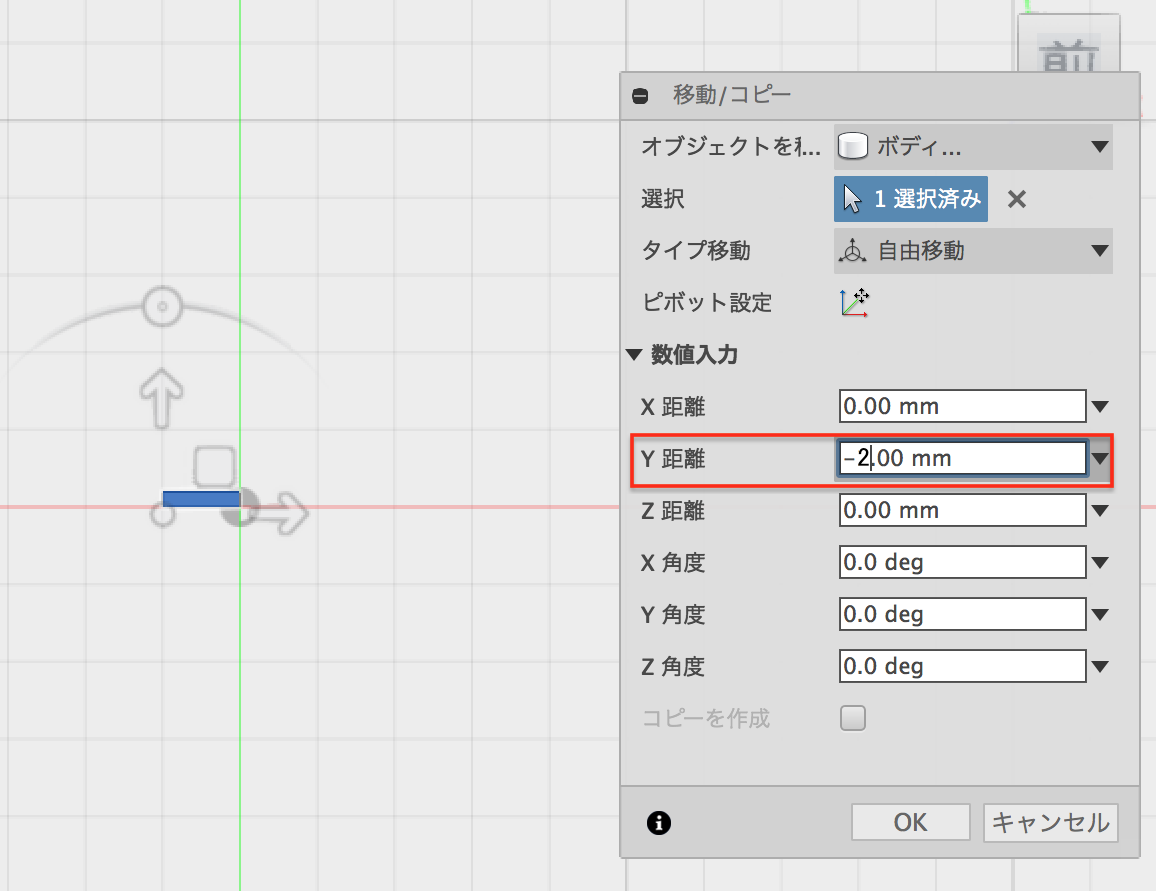 前
移動/コピー
オブジェクトを移... ボディ...
選択 1 選択済み
タイプ移動 自由移動
ピボット設定
数値入力
X 距離 0.00 mm
Y 距離 −2.00 mm
Z 距離 0.00 mm
X 角度 0.0 deg
Y 角度 0.0 deg
Z 角度 0.0 deg
コピーを作成
OK キャンセル